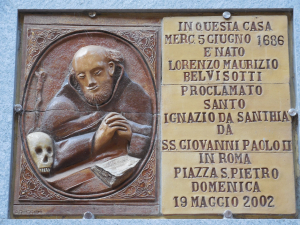 IN QUESTA CASA
MERC. 5 GIUGNO 1686
È NATO
LORENZO MAURIZIO
BELVISOTTI
PROCLAMATO
SANTO
IGNAZIO DA SANTHIA
DA
SS. GIOVANNI PAOLO II
IN ROMA
PIAZZA S. PIETRO
DOMENICA
19 MAGGIO 2002